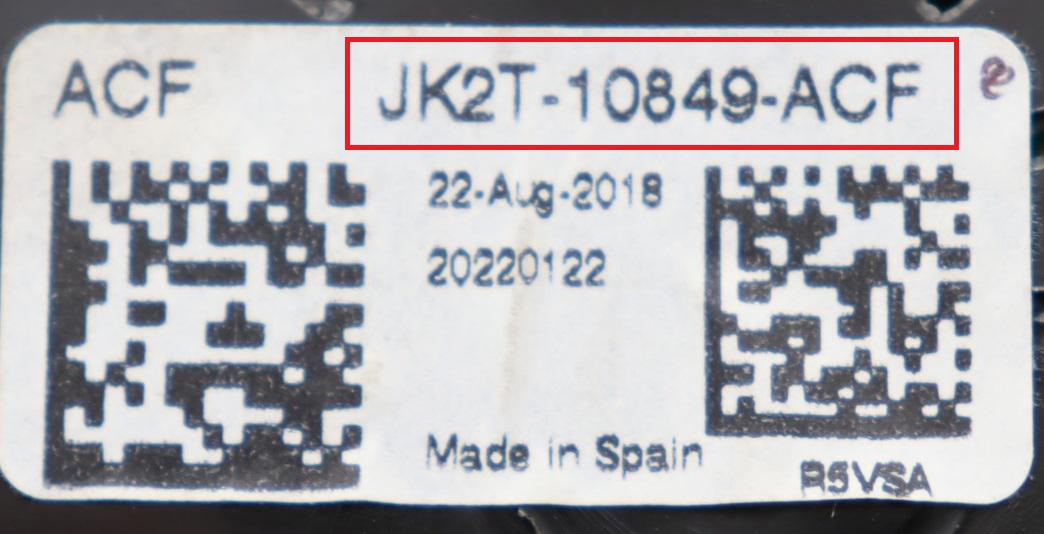 ACF JK2T-10849-ACF
22-Aug-2018
20220122
Made in Spain
R5VSA